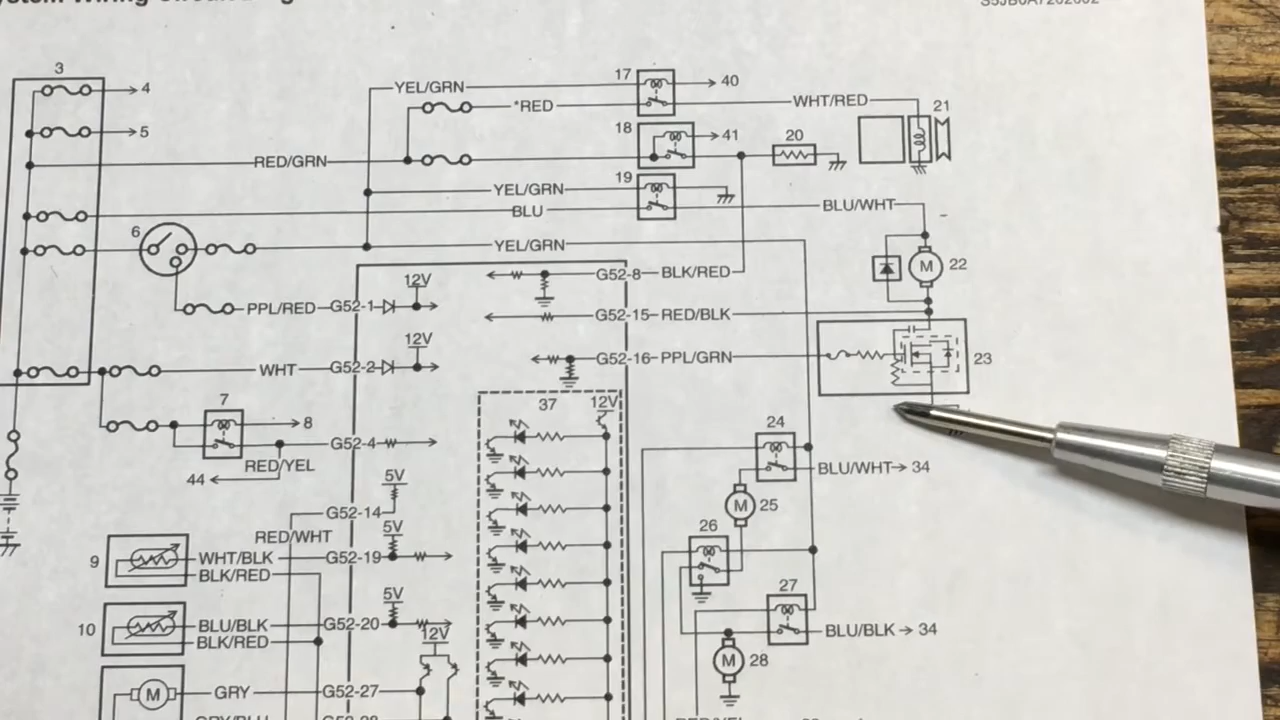 3
4
5
6
YEL/GRN
*RED
RED/GRN
YEL/GRN
BLU
YEL/GRN
17
40
18
41
19
20
WHT/RED
21
BLU/WHT
22
12V
PPL/RED G52-1
G52-8 BLK/RED
G52-15 RED/BLK
12V
WHT G52-2
G52-16 PPL/GRN
23
7
8
G52-4
RED/YEL
44
37
12V
24
BLU/WHT 34
25
5V
G52-14
RED/WHT
5V
26
9
WHT/BLK G52-19
BLK/RED
27
5V
10
BLU/BLK G52-20
BLK/RED
12V
BLU/BLK 34
M
28
M
M
M
GRY G52-27